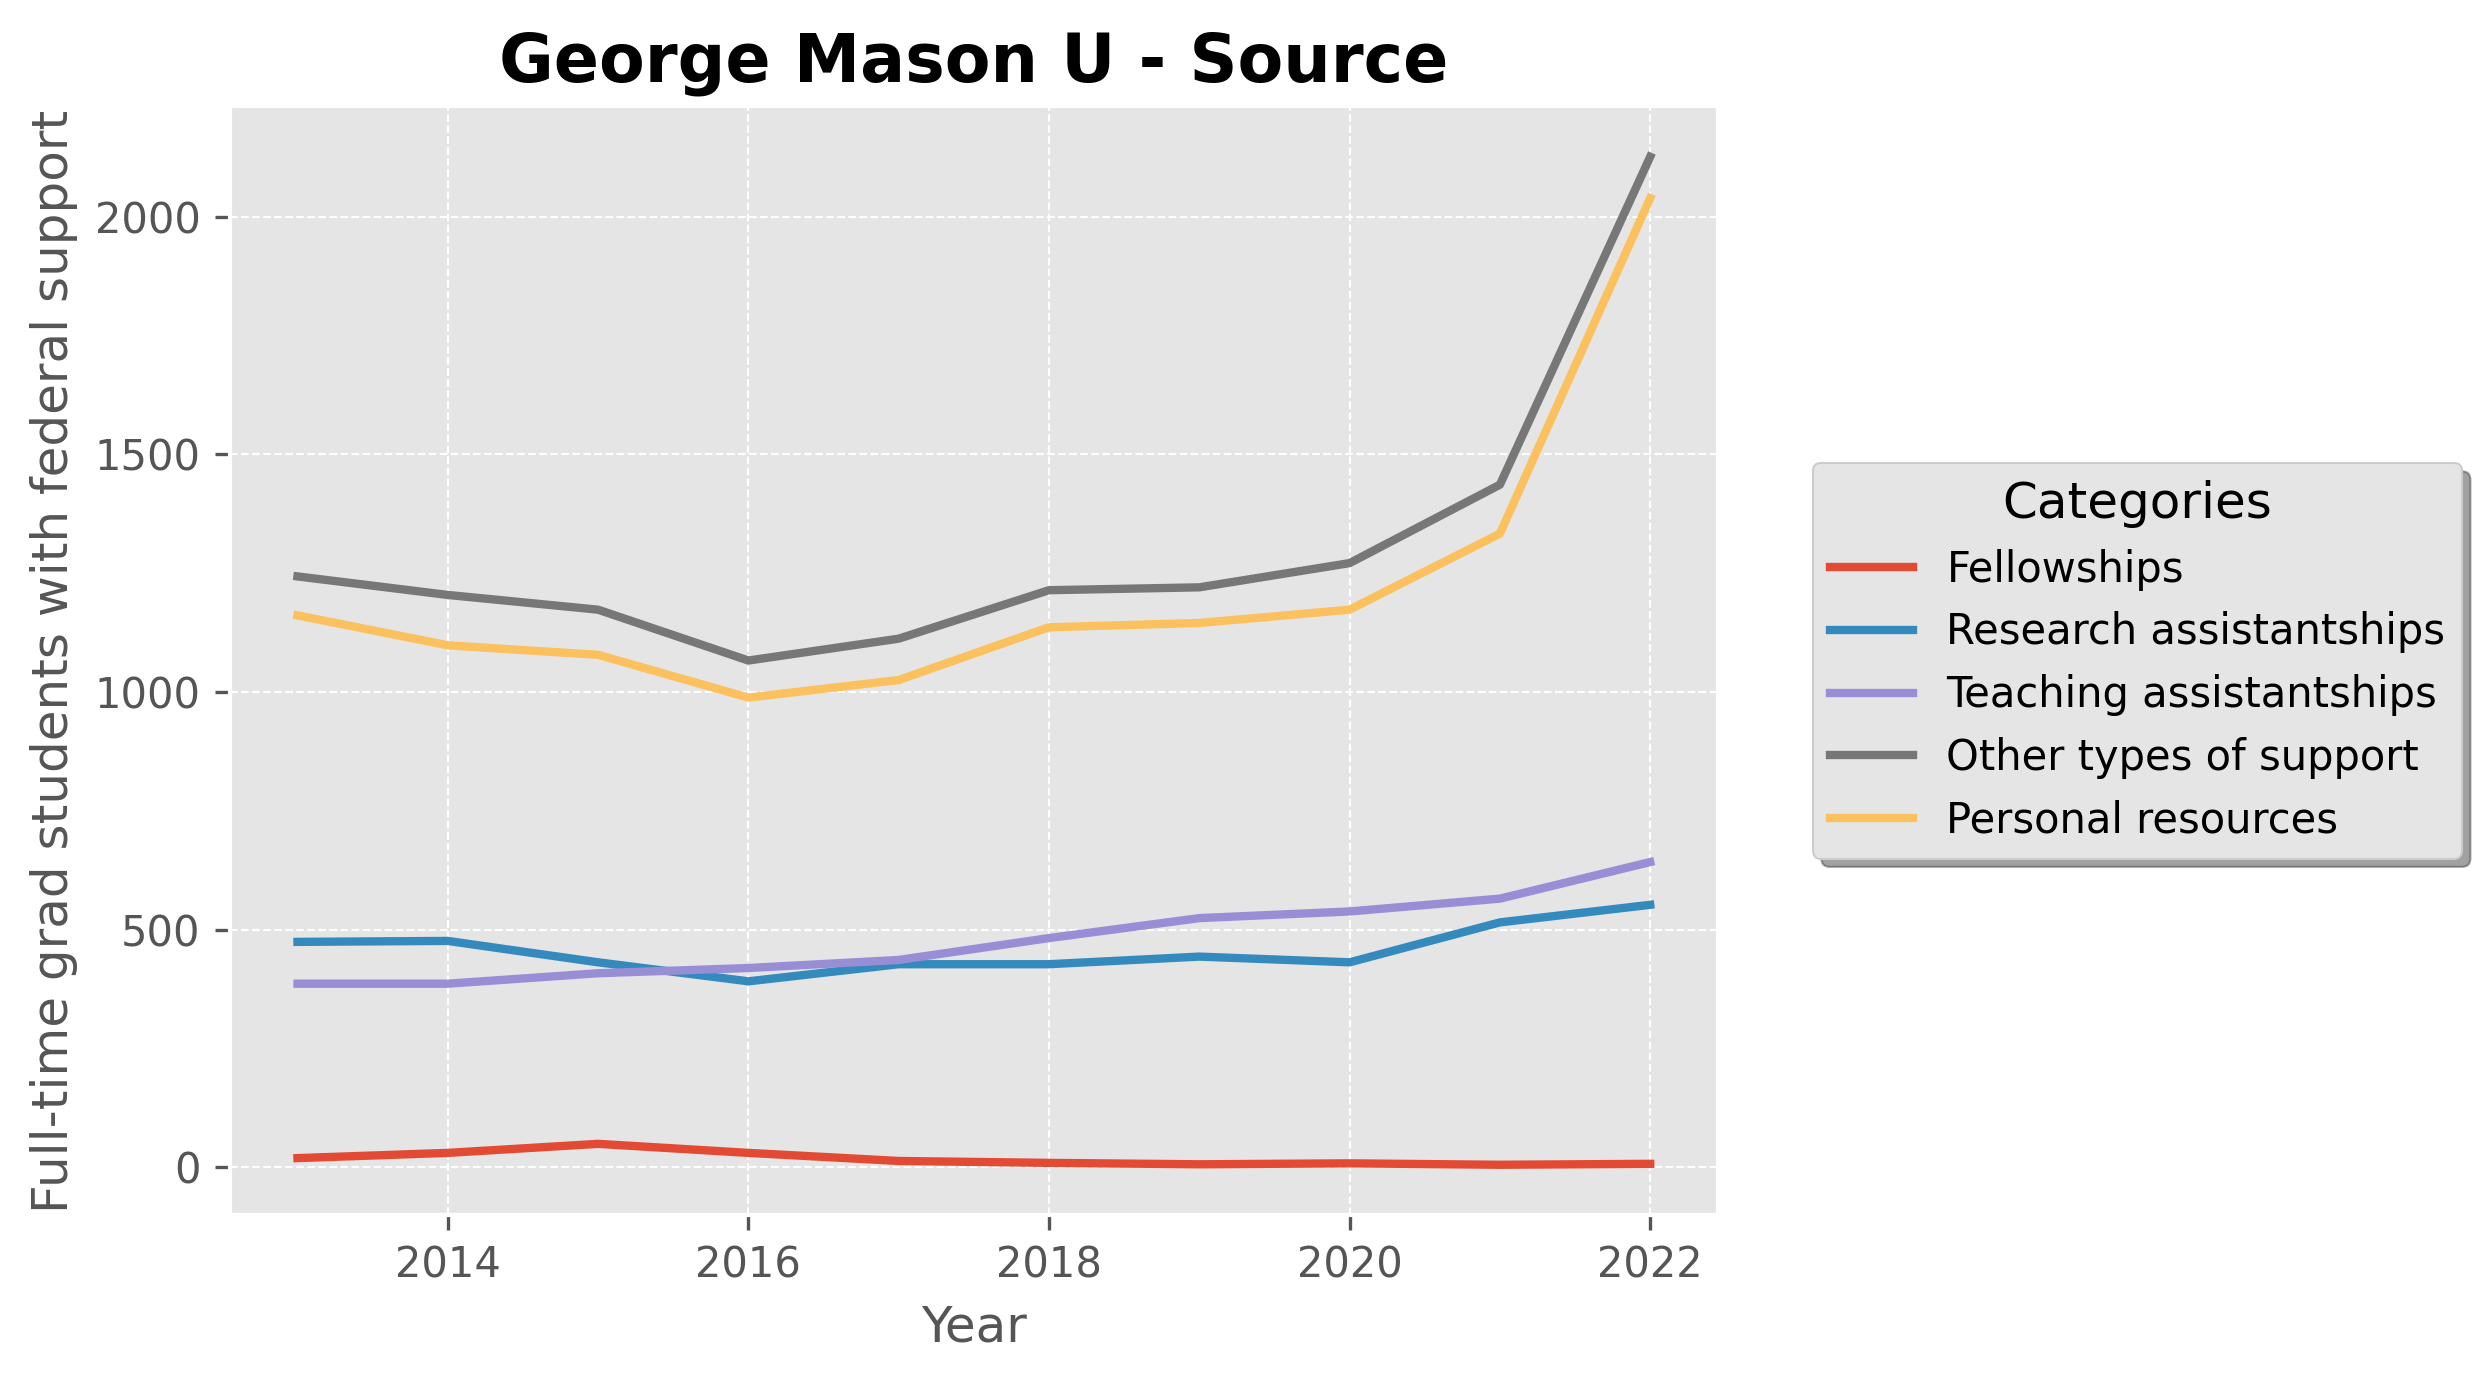 George Mason U - Source
Full-time grad students with federal support
2000
1500
1000
500
0
2014 2016 2018 2020 2022
Year
Categories
Fellowships
Research assistantships
Teaching assistantships
Other types of support
Personal resources